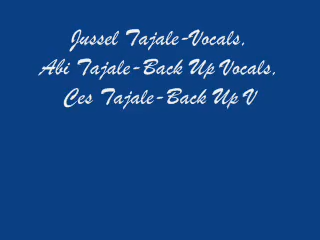 Jussel Tajale-Vocals,
Abi Tajale-Back Up Vocals,
Ces Tajale-Back Up V